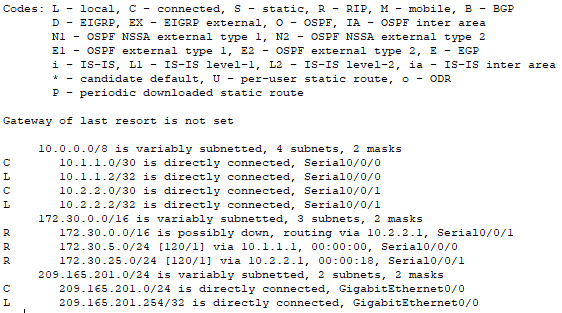 Codes: L - local, C - connected, S - static, R - RIP, M - mobile, B - BGP
D - EIGRP, EX - EIGRP external, O - OSPF, IA - OSPF inter area
N1 - OSPF NSSA external type 1, N2 - OSPF NSSA external type 2
E1 - OSPF external type 1, E2 - OSPF external type 2, E - EGP
i - IS-IS, L1 - IS-IS level-1, L2 - IS-IS level-2, ia - IS-IS inter area
* - candidate default, U - per-user static route, o - ODR
P - periodic downloaded static route
Gateway of last resort is not set
10.0.0.0/8 is variably subnetted, 4 subnets, 2 masks
C 10.1.1.0/30 is directly connected, Serial0/0/0
L 10.1.1.2/32 is directly connected, Serial0/0/0
C 10.2.2.0/30 is directly connected, Serial0/0/1
L 10.2.2.2/32 is directly connected, Serial0/0/1
172.30.0.0/16 is variably subnetted, 3 subnets, 2 masks
R 172.30.0.0/16 is possibly down, routing via 10.2.2.1, Serial0/0/1
R 172.30.5.0/24 [120/1] via 10.1.1.1, 00:00:00, Serial0/0/0
R 172.30.25.0/24 [120/1] via 10.2.2.1, 00:00:18, Serial0/0/1
209.165.201.0/24 is variably subnetted, 2 subnets, 2 masks
C 209.165.201.0/24 is directly connected, GigabitEthernet0/0
L 209.165.201.254/32 is directly connected, GigabitEthernet0/0